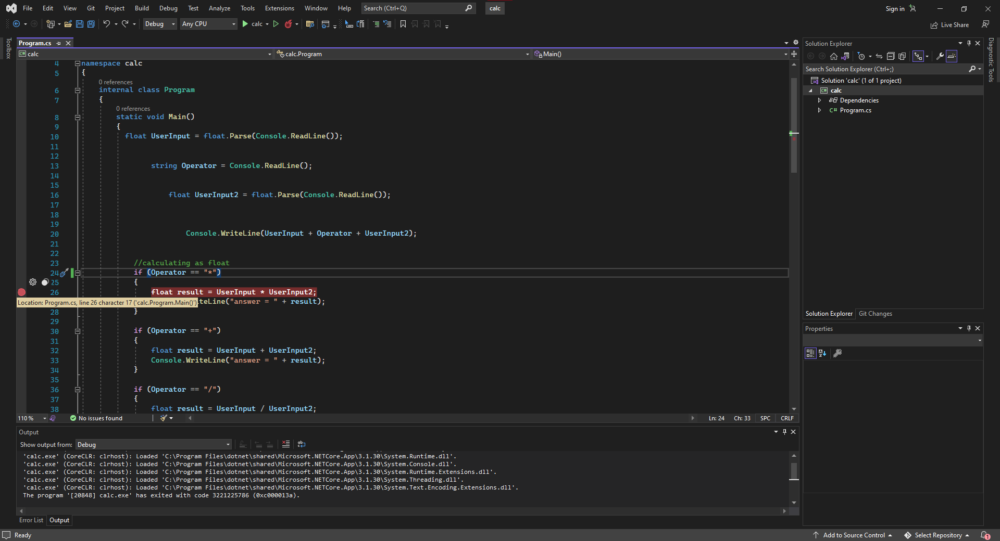 File Edit View Git Project Build Debug Test Analyze Tools Extensions Window Help Search (Ctrl+Q) calc Sign in
Debug Any CPU calc Live Share
Toolbox
Program.cs
calc calc.Program Main()
4 namespace calc
5 {
0 references
6 internal class Program
7 {
0 references
8 static void Main()
9 {
10 float UserInput = float.Parse(Console.ReadLine());
11
12
13 string Operator = Console.ReadLine();
14
15
16 float UserInput2 = float.Parse(Console.ReadLine());
17
18
19
20 Console.WriteLine(UserInput + Operator + UserInput2);
21
22
23 //calculating as float
24 if (Operator == "*")
25 {
26 float result = UserInput * UserInput2;
Location: Program.cs, line 26 character 17 ('calc.Program.Main()') teLine("answer = " + result);
28 }
29
30 if (Operator == "+")
31 {
32 float result = UserInput + UserInput2;
33 Console.WriteLine("answer = " + result);
34 }
35
36 if (Operator == "/")
37 {
38 float result = UserInput / UserInput2;
110 % No issues found Ln: 24 Ch: 33 SPC CRLF
Output
Show output from: Debug
'calc.exe' (CoreCLR: clrhost): Loaded 'C:\Program Files\dotnet\shared\Microsoft.NETCore.App\3.1.30\System.Runtime.dll'.
'calc.exe' (CoreCLR: clrhost): Loaded 'C:\Program Files\dotnet\shared\Microsoft.NETCore.App\3.1.30\System.Console.dll'.
'calc.exe' (CoreCLR: clrhost): Loaded 'C:\Program Files\dotnet\shared\Microsoft.NETCore.App\3.1.30\System.Runtime.Extensions.dll'.
'calc.exe' (CoreCLR: clrhost): Loaded 'C:\Program Files\dotnet\shared\Microsoft.NETCore.App\3.1.30\System.Threading.dll'.
'calc.exe' (CoreCLR: clrhost): Loaded 'C:\Program Files\dotnet\shared\Microsoft.NETCore.App\3.1.30\System.Text.Encoding.Extensions.dll'.
The program '[20848] calc.exe' has exited with code 3221225786 (0xc000013a).
Error List Output
Solution Explorer
Search Solution Explorer (Ctrl+;)
Solution 'calc' (1 of 1 project)
C# calc
Dependencies
C# Program.cs
Solution Explorer Git Changes
Properties
Diagnostic Tools
Ready Add to Source Control Select Repository 1